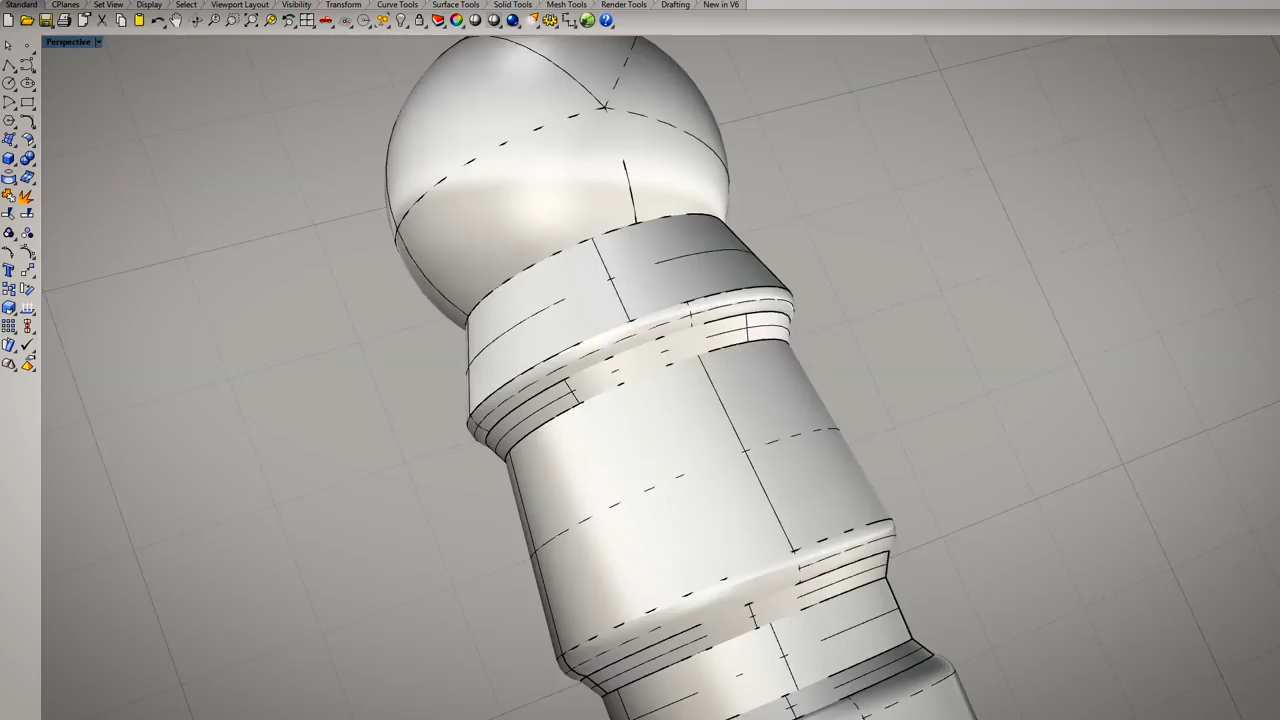 Standard CPlanes Set View Display Select Viewport Layout Visibility Transform Curve Tools Surface Tools Solid Tools Mesh Tools Render Tools Drafting New in V6
Perspective